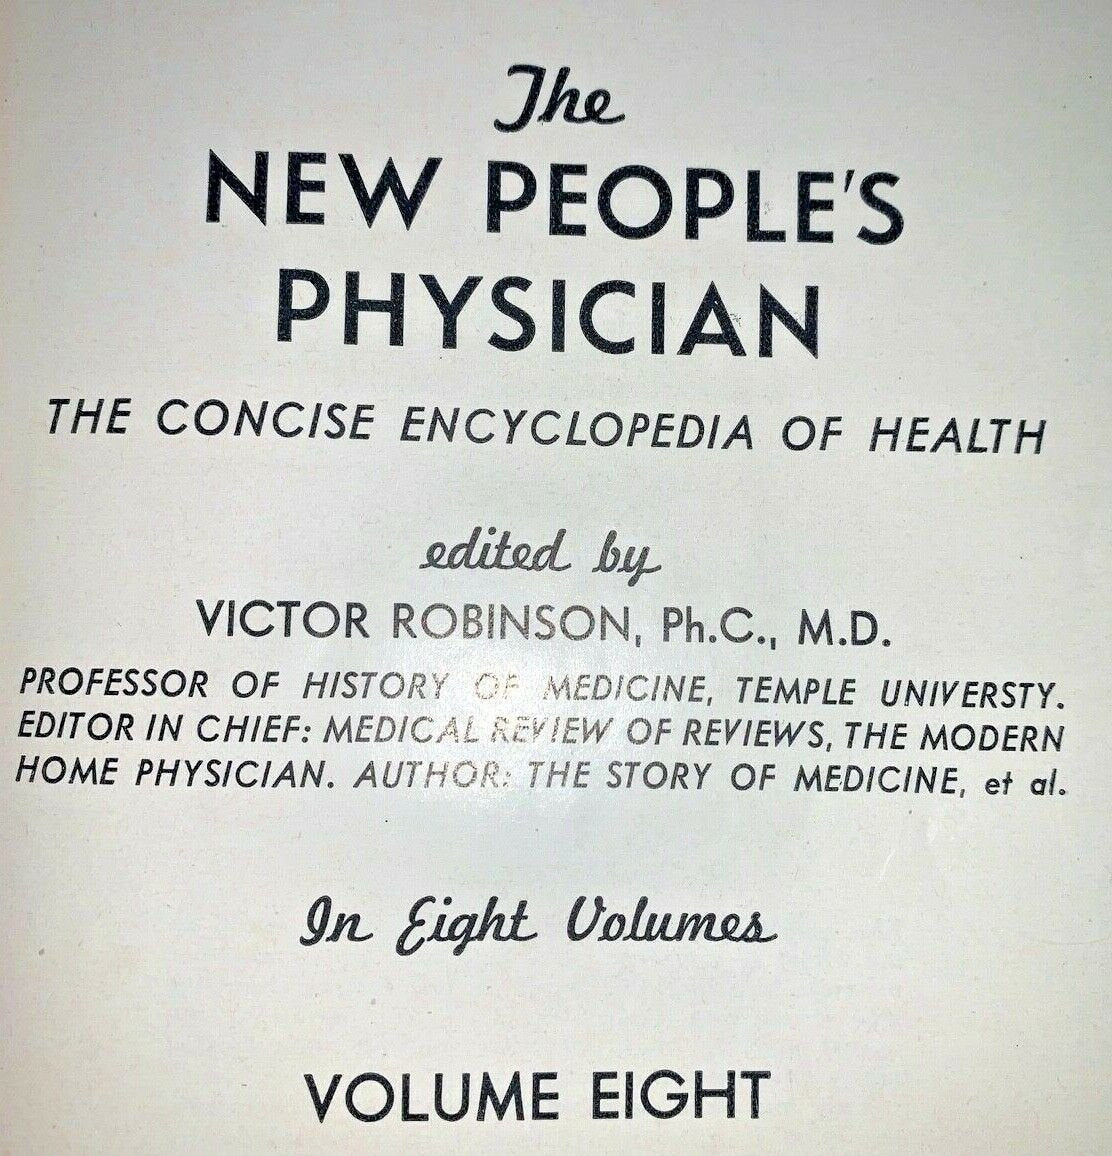 The
NEW PEOPLE'S
PHYSICIAN
THE CONCISE ENCYCLOPEDIA OF HEALTH
edited by
VICTOR ROBINSON, Ph.C., M.D.
PROFESSOR OF HISTORY OF MEDICINE, TEMPLE UNIVERSTY.
EDITOR IN CHIEF: MEDICAL REVIEW OF REVIEWS, THE MODERN
HOME PHYSICIAN. AUTHOR: THE STORY OF MEDICINE, et al.
In Eight Volumes
VOLUME EIGHT